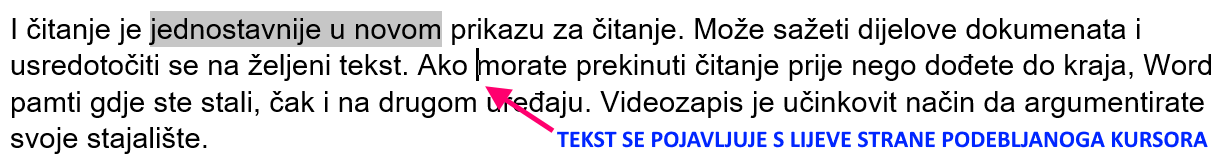 I čitanje je jednostavnije u novom prikazu za čitanje. Može sažeti dijelove dokumenata i
usredotočiti se na željeni tekst. Ako morate prekinuti čitanje prije nego dođete do kraja, Word
pamti gdje ste stali, čak i na drugom uređaju. Videozapis je učinkovit način da argumentirate
svoje stajalište.
TEKST SE POJAVLJUJE S LIJEVE STRANE PODEBLJANOGA KURSORA